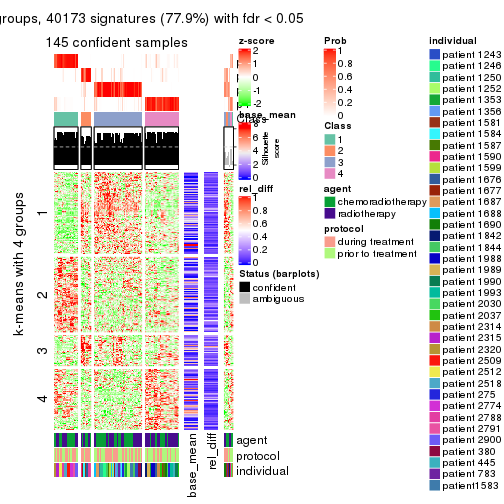 groups, 40173 signatures (77.9%) with fdr < 0.05
145 confident samples
k-means with 4 groups
1
2
3
4
Class
base_mean
rel_diff
agent
protocol
individual
z-score
2
1
0
-1
-2
base_mean
8
6
4
2
0
Silhouette
score
rel_diff
1
0.8
0.6
0.4
0.2
0
Status (barplots)
confident
ambiguous
Prob
1
0.8
0.6
0.4
0.2
0
Class
1
2
3
4
agent
chemoradiotherapy
radiotherapy
protocol
during treatment
prior to treatment
individual
patient 1243
patient 1246
patient 1250
patient 1252
patient 1353
patient 1356
patient 1581
patient 1584
patient 1587
patient 1590
patient 1599
patient 1676
patient 1677
patient 1687
patient 1688
patient 1690
patient 1842
patient 1844
patient 1988
patient 1989
patient 1990
patient 1993
patient 2030
patient 2037
patient 2314
patient 2315
patient 2320
patient 2509
patient 2512
patient 2518
patient 275
patient 2774
patient 2788
patient 2791
patient 2900
patient 380
patient 445
patient 783
patient1583